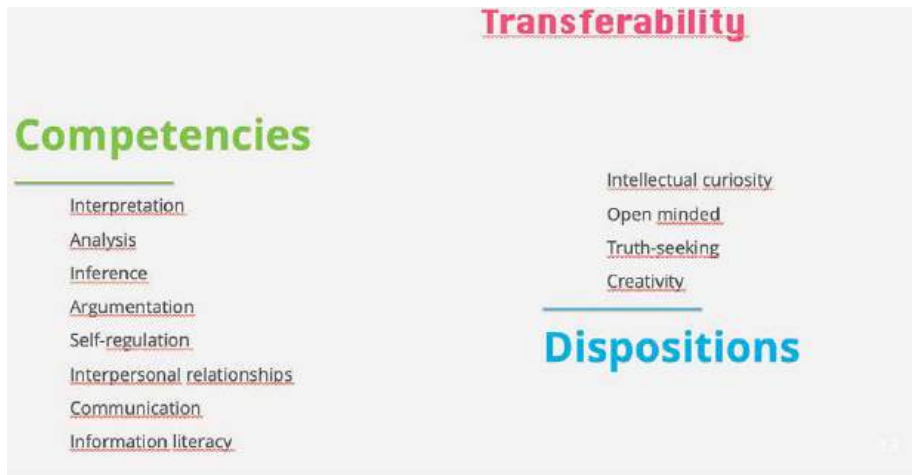 Transferability
Competencies
Interpretation
Analysis
Inference
Argumentation
Self-regulation
Interpersonal relationships
Communication
Information literacy
Intellectual curiosity
Open minded
Truth-seeking
Creativity
Dispositions